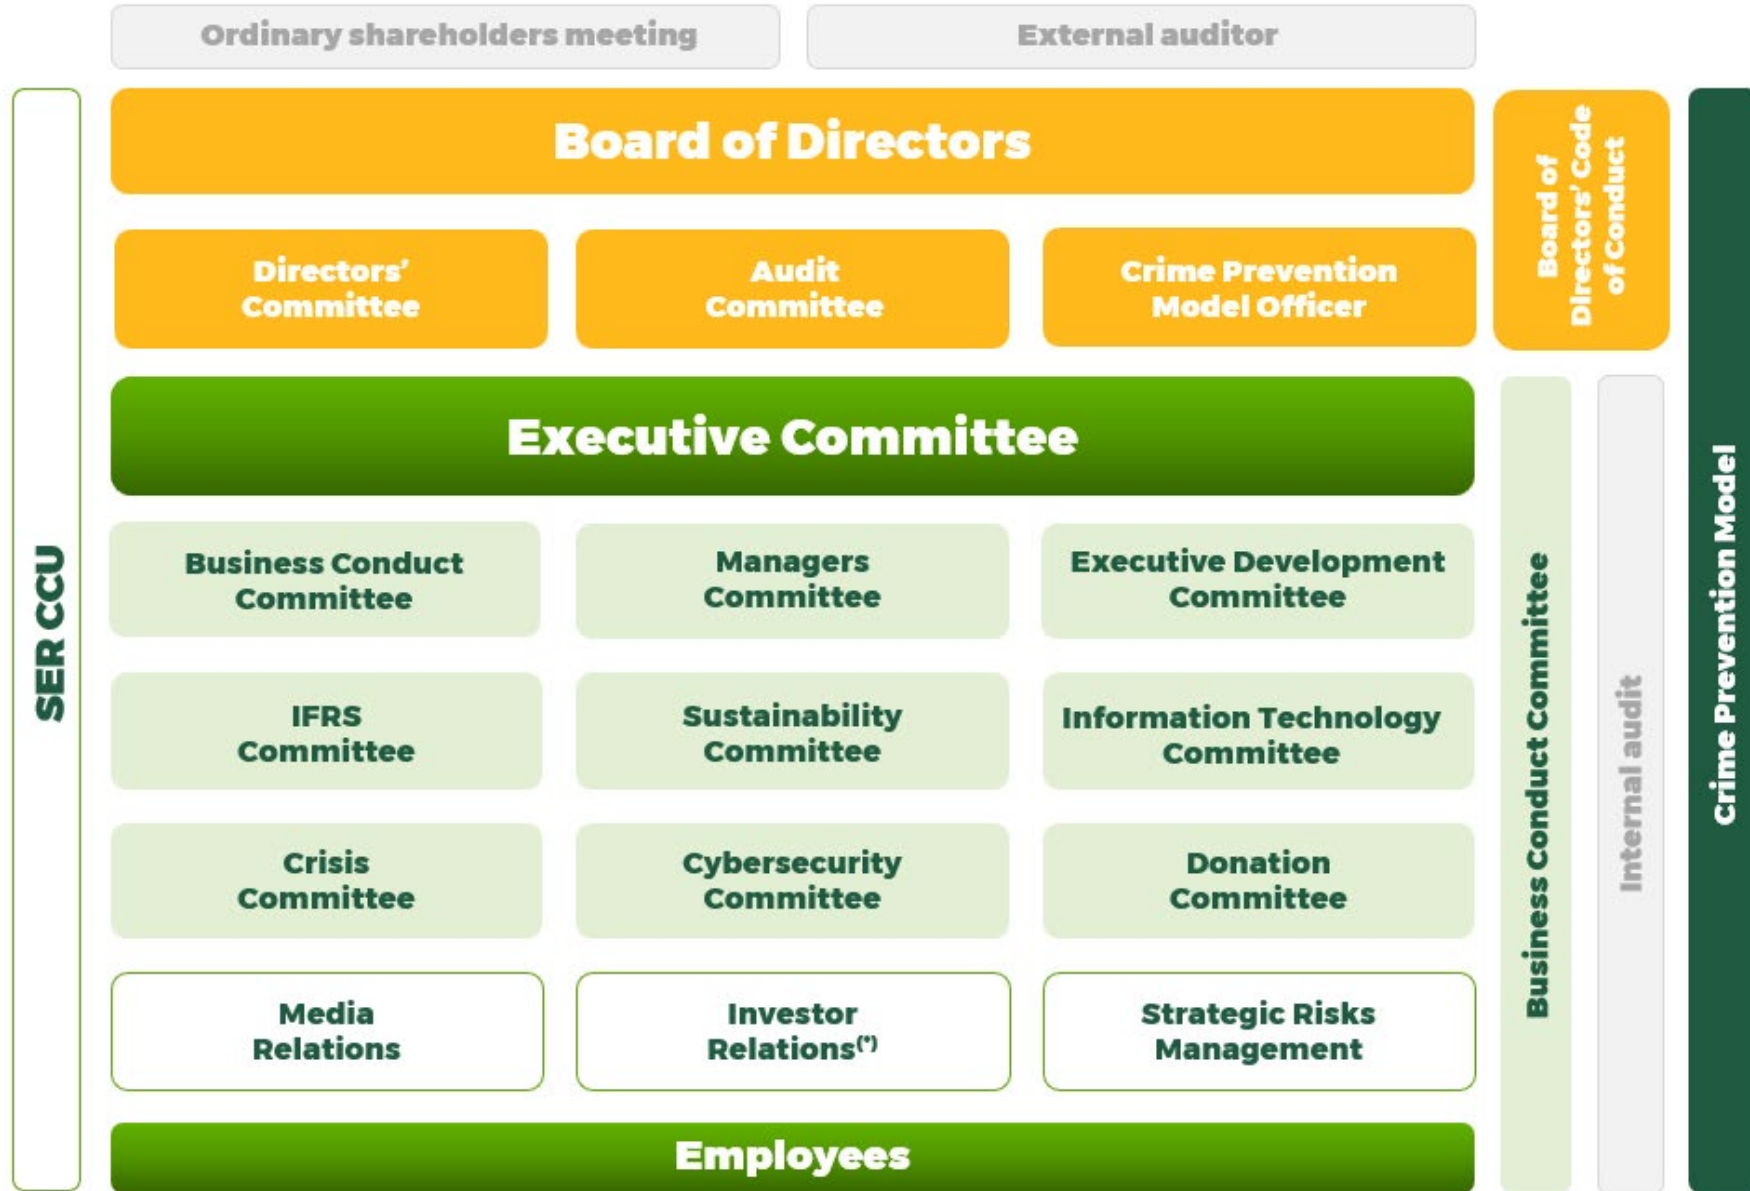 Ordinary shareholders meeting
External auditor
SER CCU
Board of Directors
Directors’
Committee
Audit
Committee
Crime Prevention
Model Officer
Board of
Directors’ Code
of Conduct
Executive Committee
Business Conduct
Committee
Managers
Committee
Executive Development
Committee
IFRS
Committee
Sustainability
Committee
Information Technology
Committee
Crisis
Committee
Cybersecurity
Committee
Donation
Committee
Media
Relations
Investor
Relations(*)
Strategic Risks
Management
Employees
Business Conduct Committee
Internal audit
Crime Prevention Model